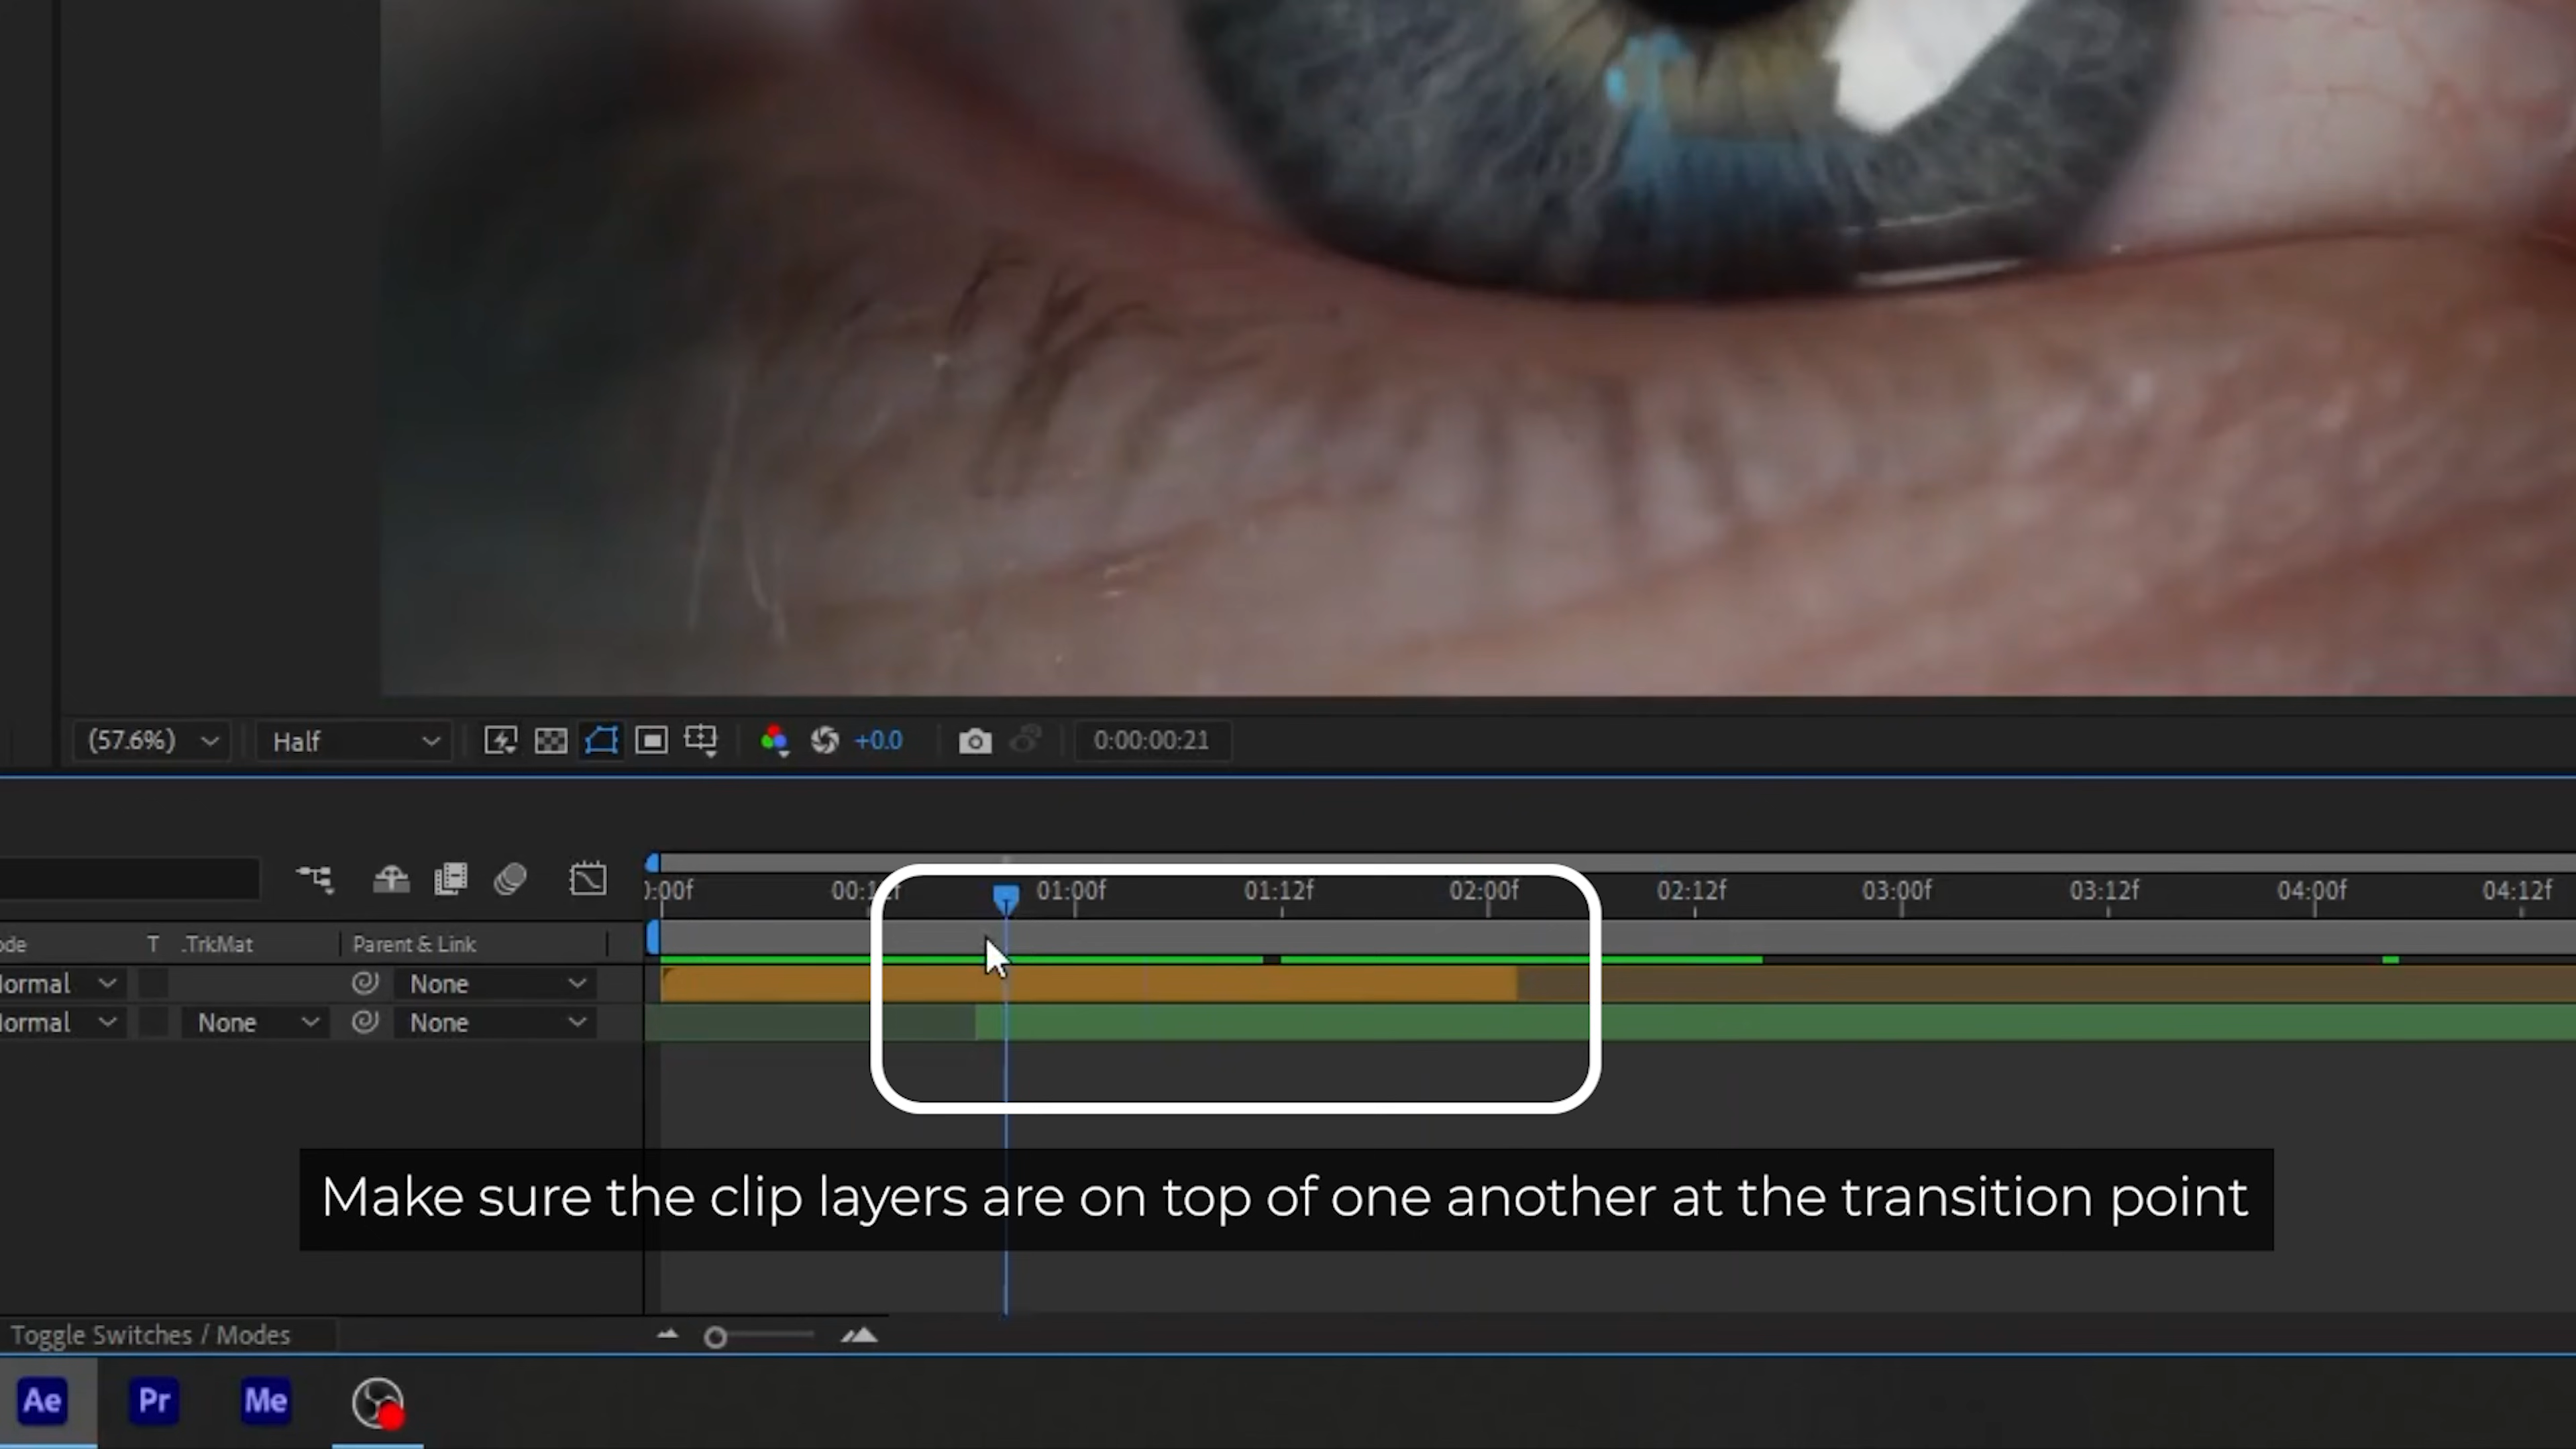 (57.6%) Half +0.0 0:00:00:21
):00f 00:12f 01:00f 01:12f 02:00f 02:12f 03:00f 03:12f 04:00f 04:12f
ode T .TrkMat Parent & Link
lormal None
lormal None None
Make sure the clip layers are on top of one another at the transition point
Toggle Switches / Modes
Ae Pr Me